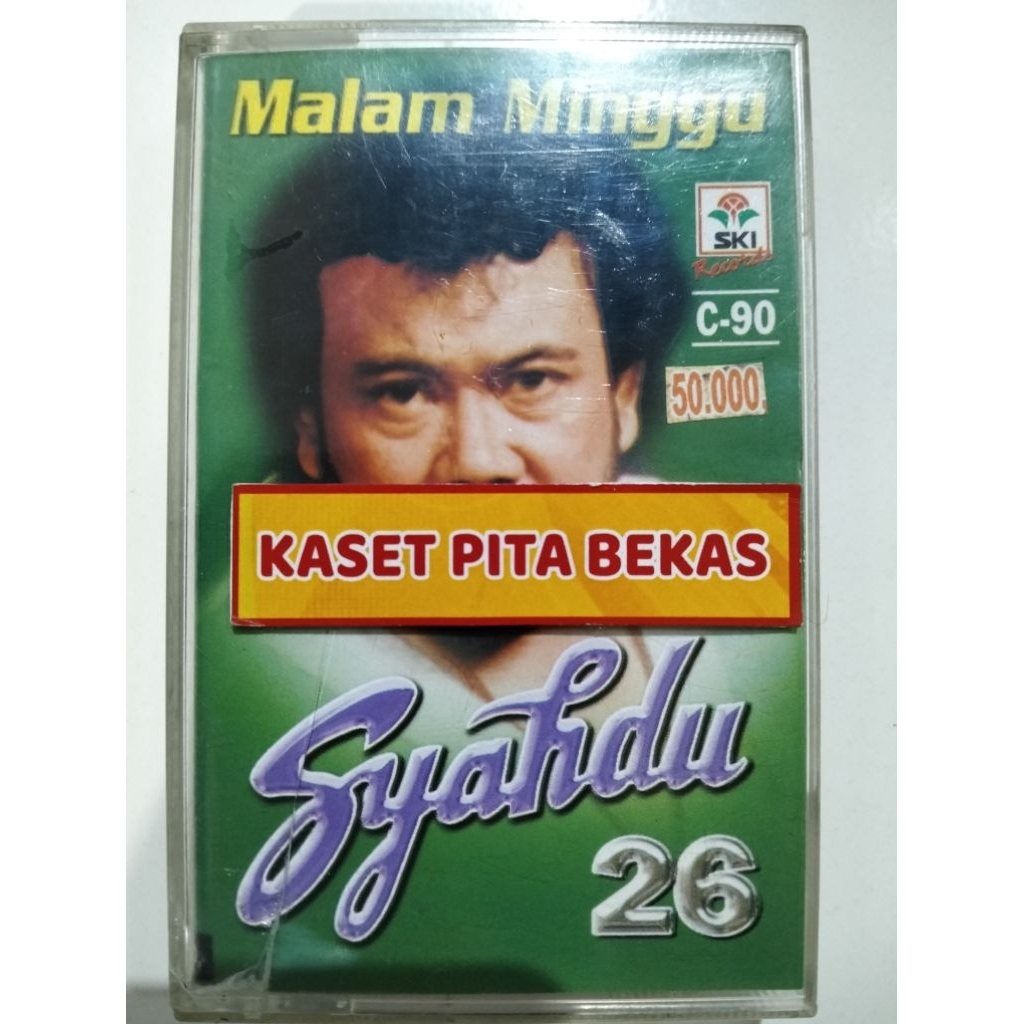 Malam Minggu
SKI
Records
C-90
50.000.
KASET PITA BEKAS
Syahdu
26